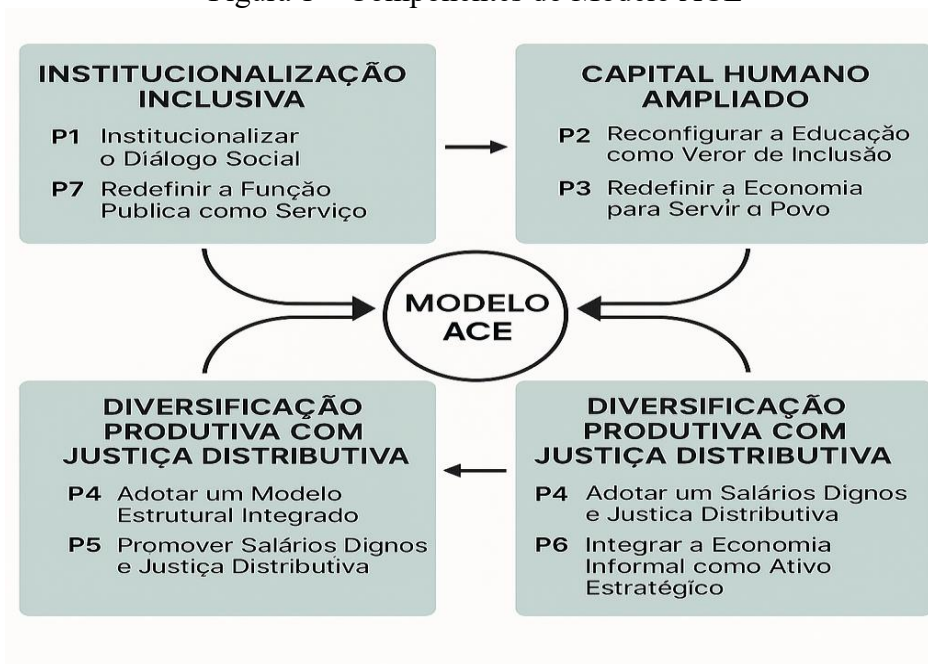 Figura 1 – Componentes do Modelo ACE
INSTITUCIONALIZAÇÃO
INCLUSIVA
P1 Institucionalizar
o Diálogo Social
P7 Redefinir a Função
Publica como Serviço
CAPITAL HUMANO
AMPLIADO
P2 Reconfigurar a Educação
como Veror de Inclusão
P3 Redefinir a Economia
para Servir a Povo
MODELO
ACE
DIVERSIFICAÇÃO
PRODUTIVA COM
JUSTIÇA DISTRIBUTIVA
P4 Adotar um Modelo
Estrutural Integrado
P5 Promover Salários Dignos
e Justiça Distributiva
DIVERSIFICAÇÃO
PRODUTIVA COM
JUSTIÇA DISTRIBUTIVA
P4 Adotar um Salários Dignos
e Justica Distributiva
P6 Integrar a Economia
Informal como Ativo
Estratégĩco